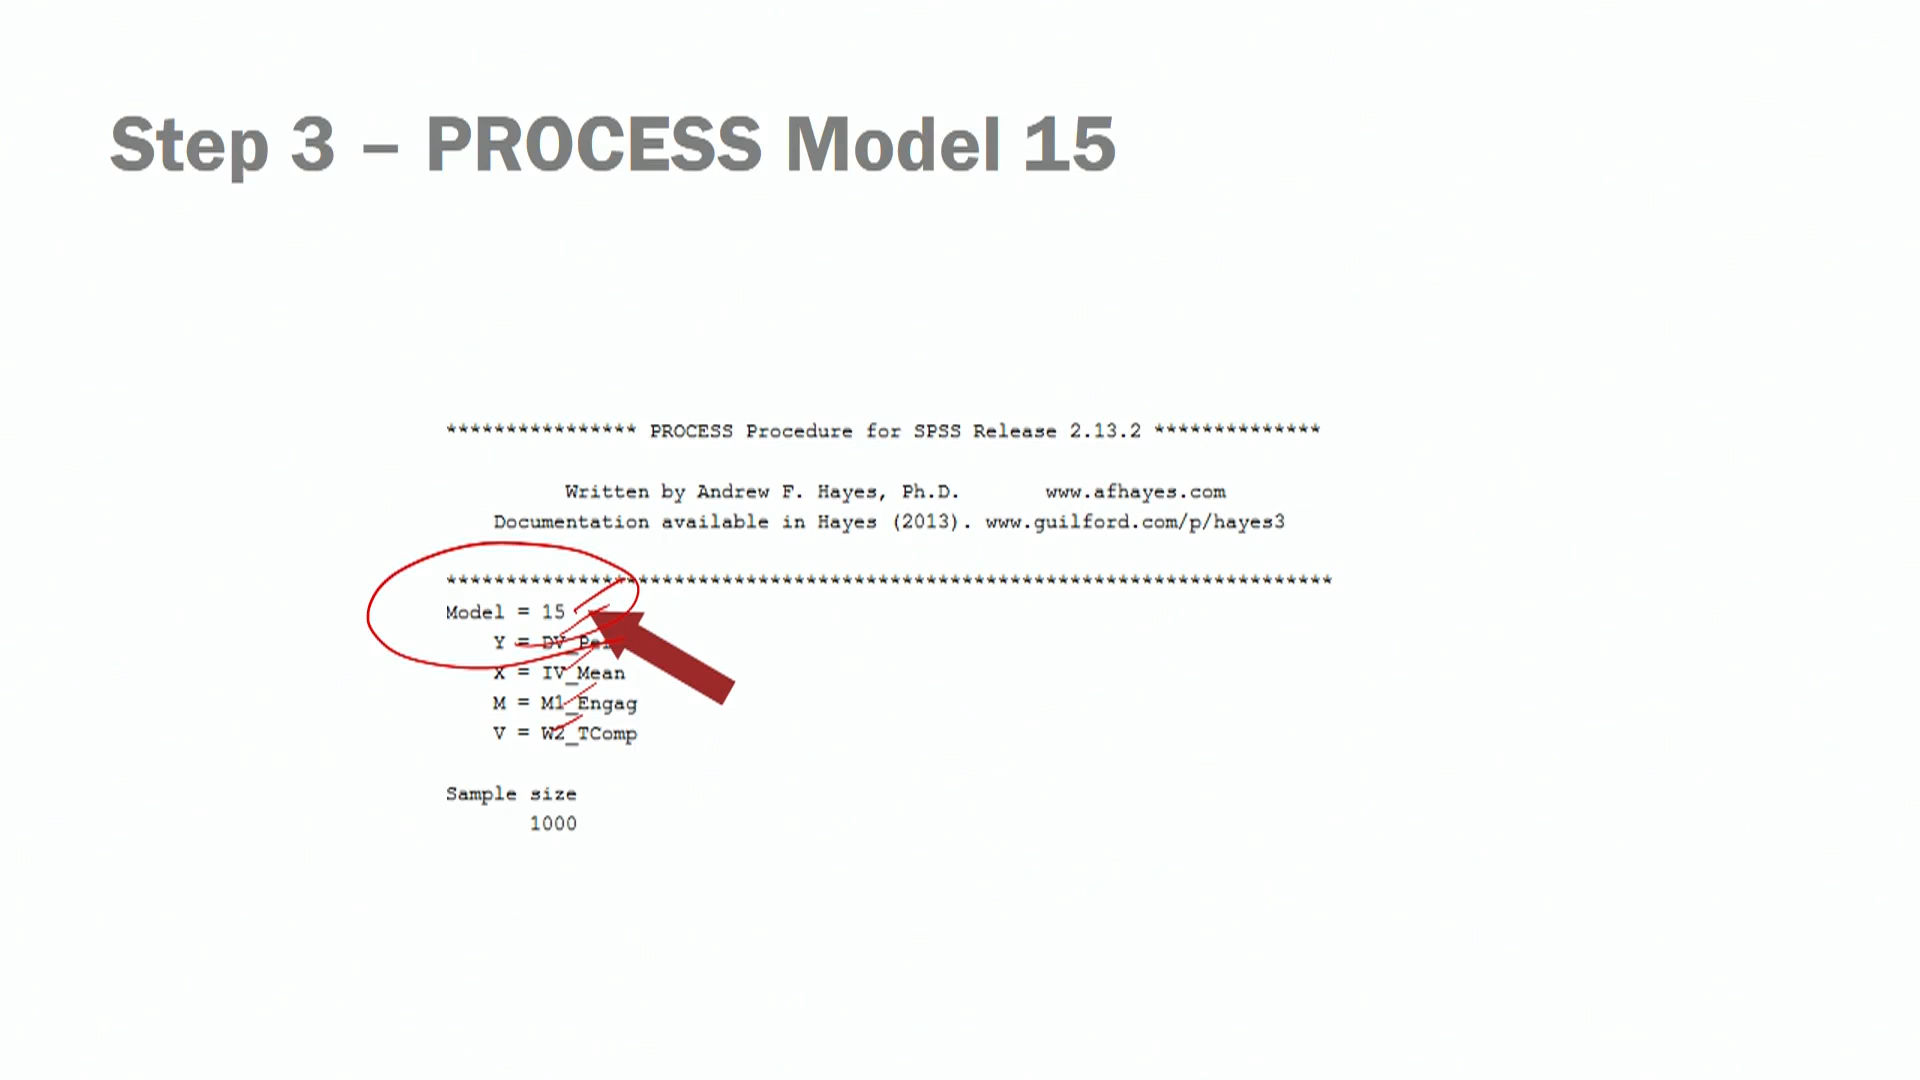 Step 3 – PROCESS Model 15
**************** PROCESS Procedure for SPSS Release 2.13.2 **************
Written by Andrew F. Hayes, Ph.D. www.afhayes.com
Documentation available in Hayes (2013). www.guilford.com/p/hayes3
**************************************************************************
Model = 15
Y =
X = IV_Mean
M = M1_Engag
V = W2_TComp
Sample size
1000